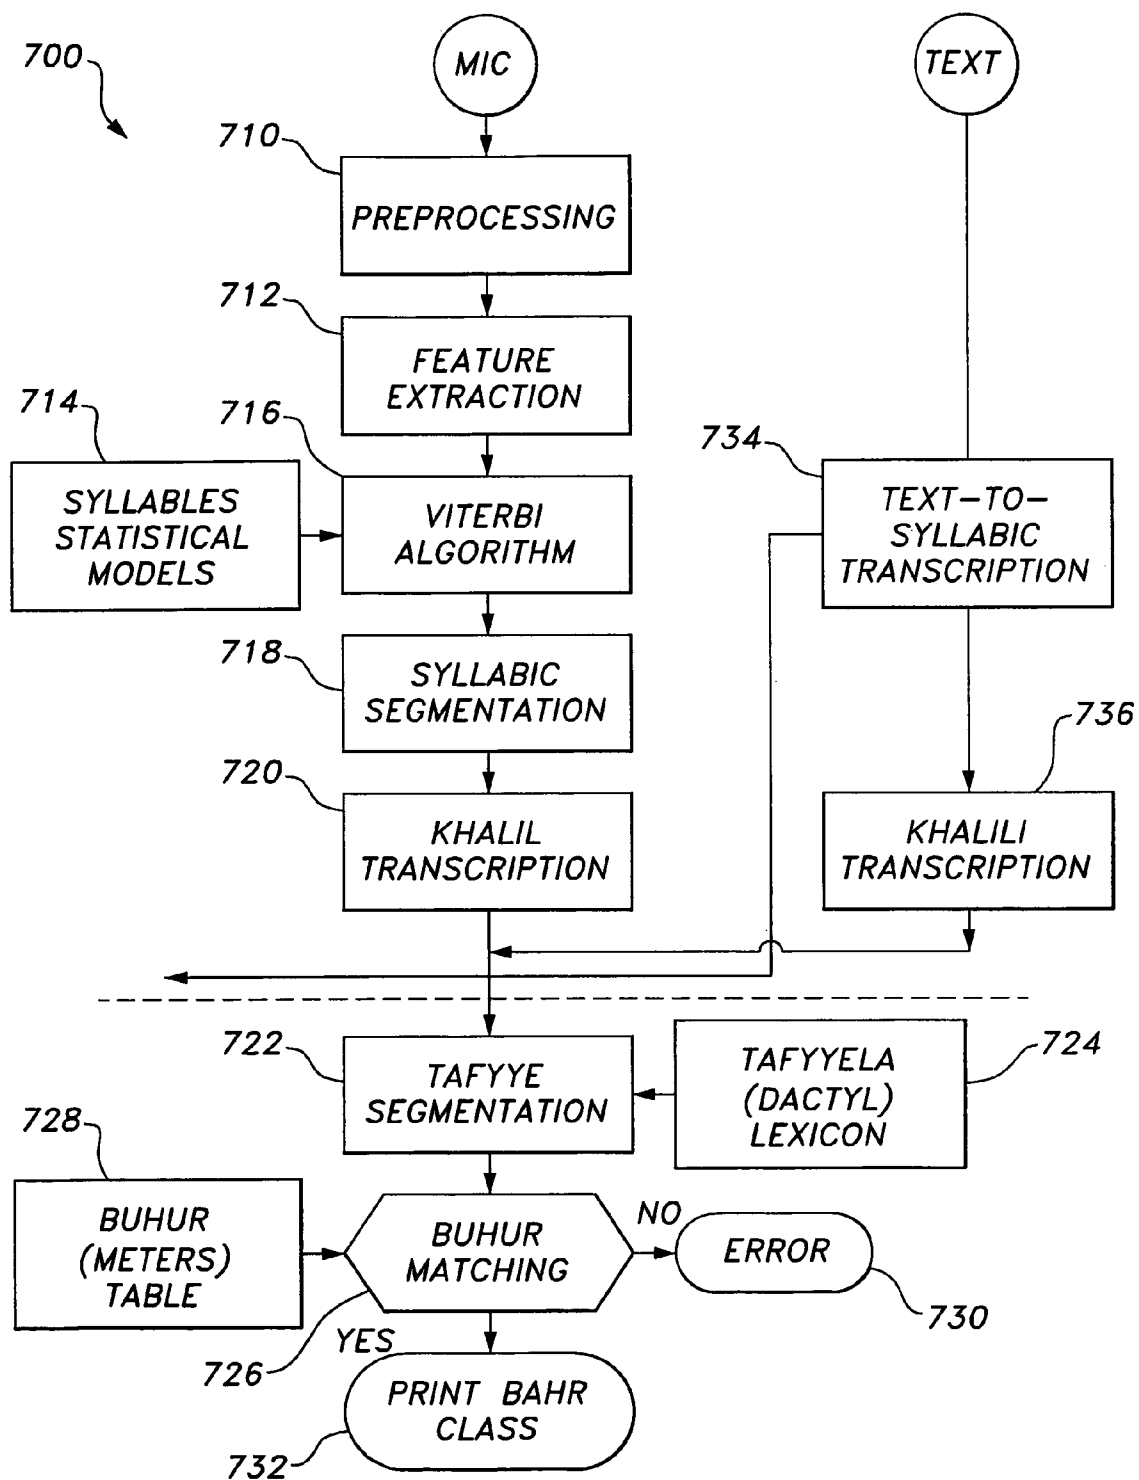 700
MIC
TEXT
710
PREPROCESSING
712
FEATURE
EXTRACTION
714
SYLLABLES
STATISTICAL
MODELS
716
VITERBI
ALGORITHM
734
TEXT-TO-
SYLLABIC
TRANSCRIPTION
718
SYLLABIC
SEGMENTATION
720
KHALIL
TRANSCRIPTION
736
KHALILI
TRANSCRIPTION
722
TAFYYE
SEGMENTATION
724
TAFYYELA
(DACTYL)
LEXICON
728
BUHUR
(METERS)
TABLE
BUHUR
MATCHING
726
NO
ERROR
730
YES
PRINT BAHR
CLASS
732